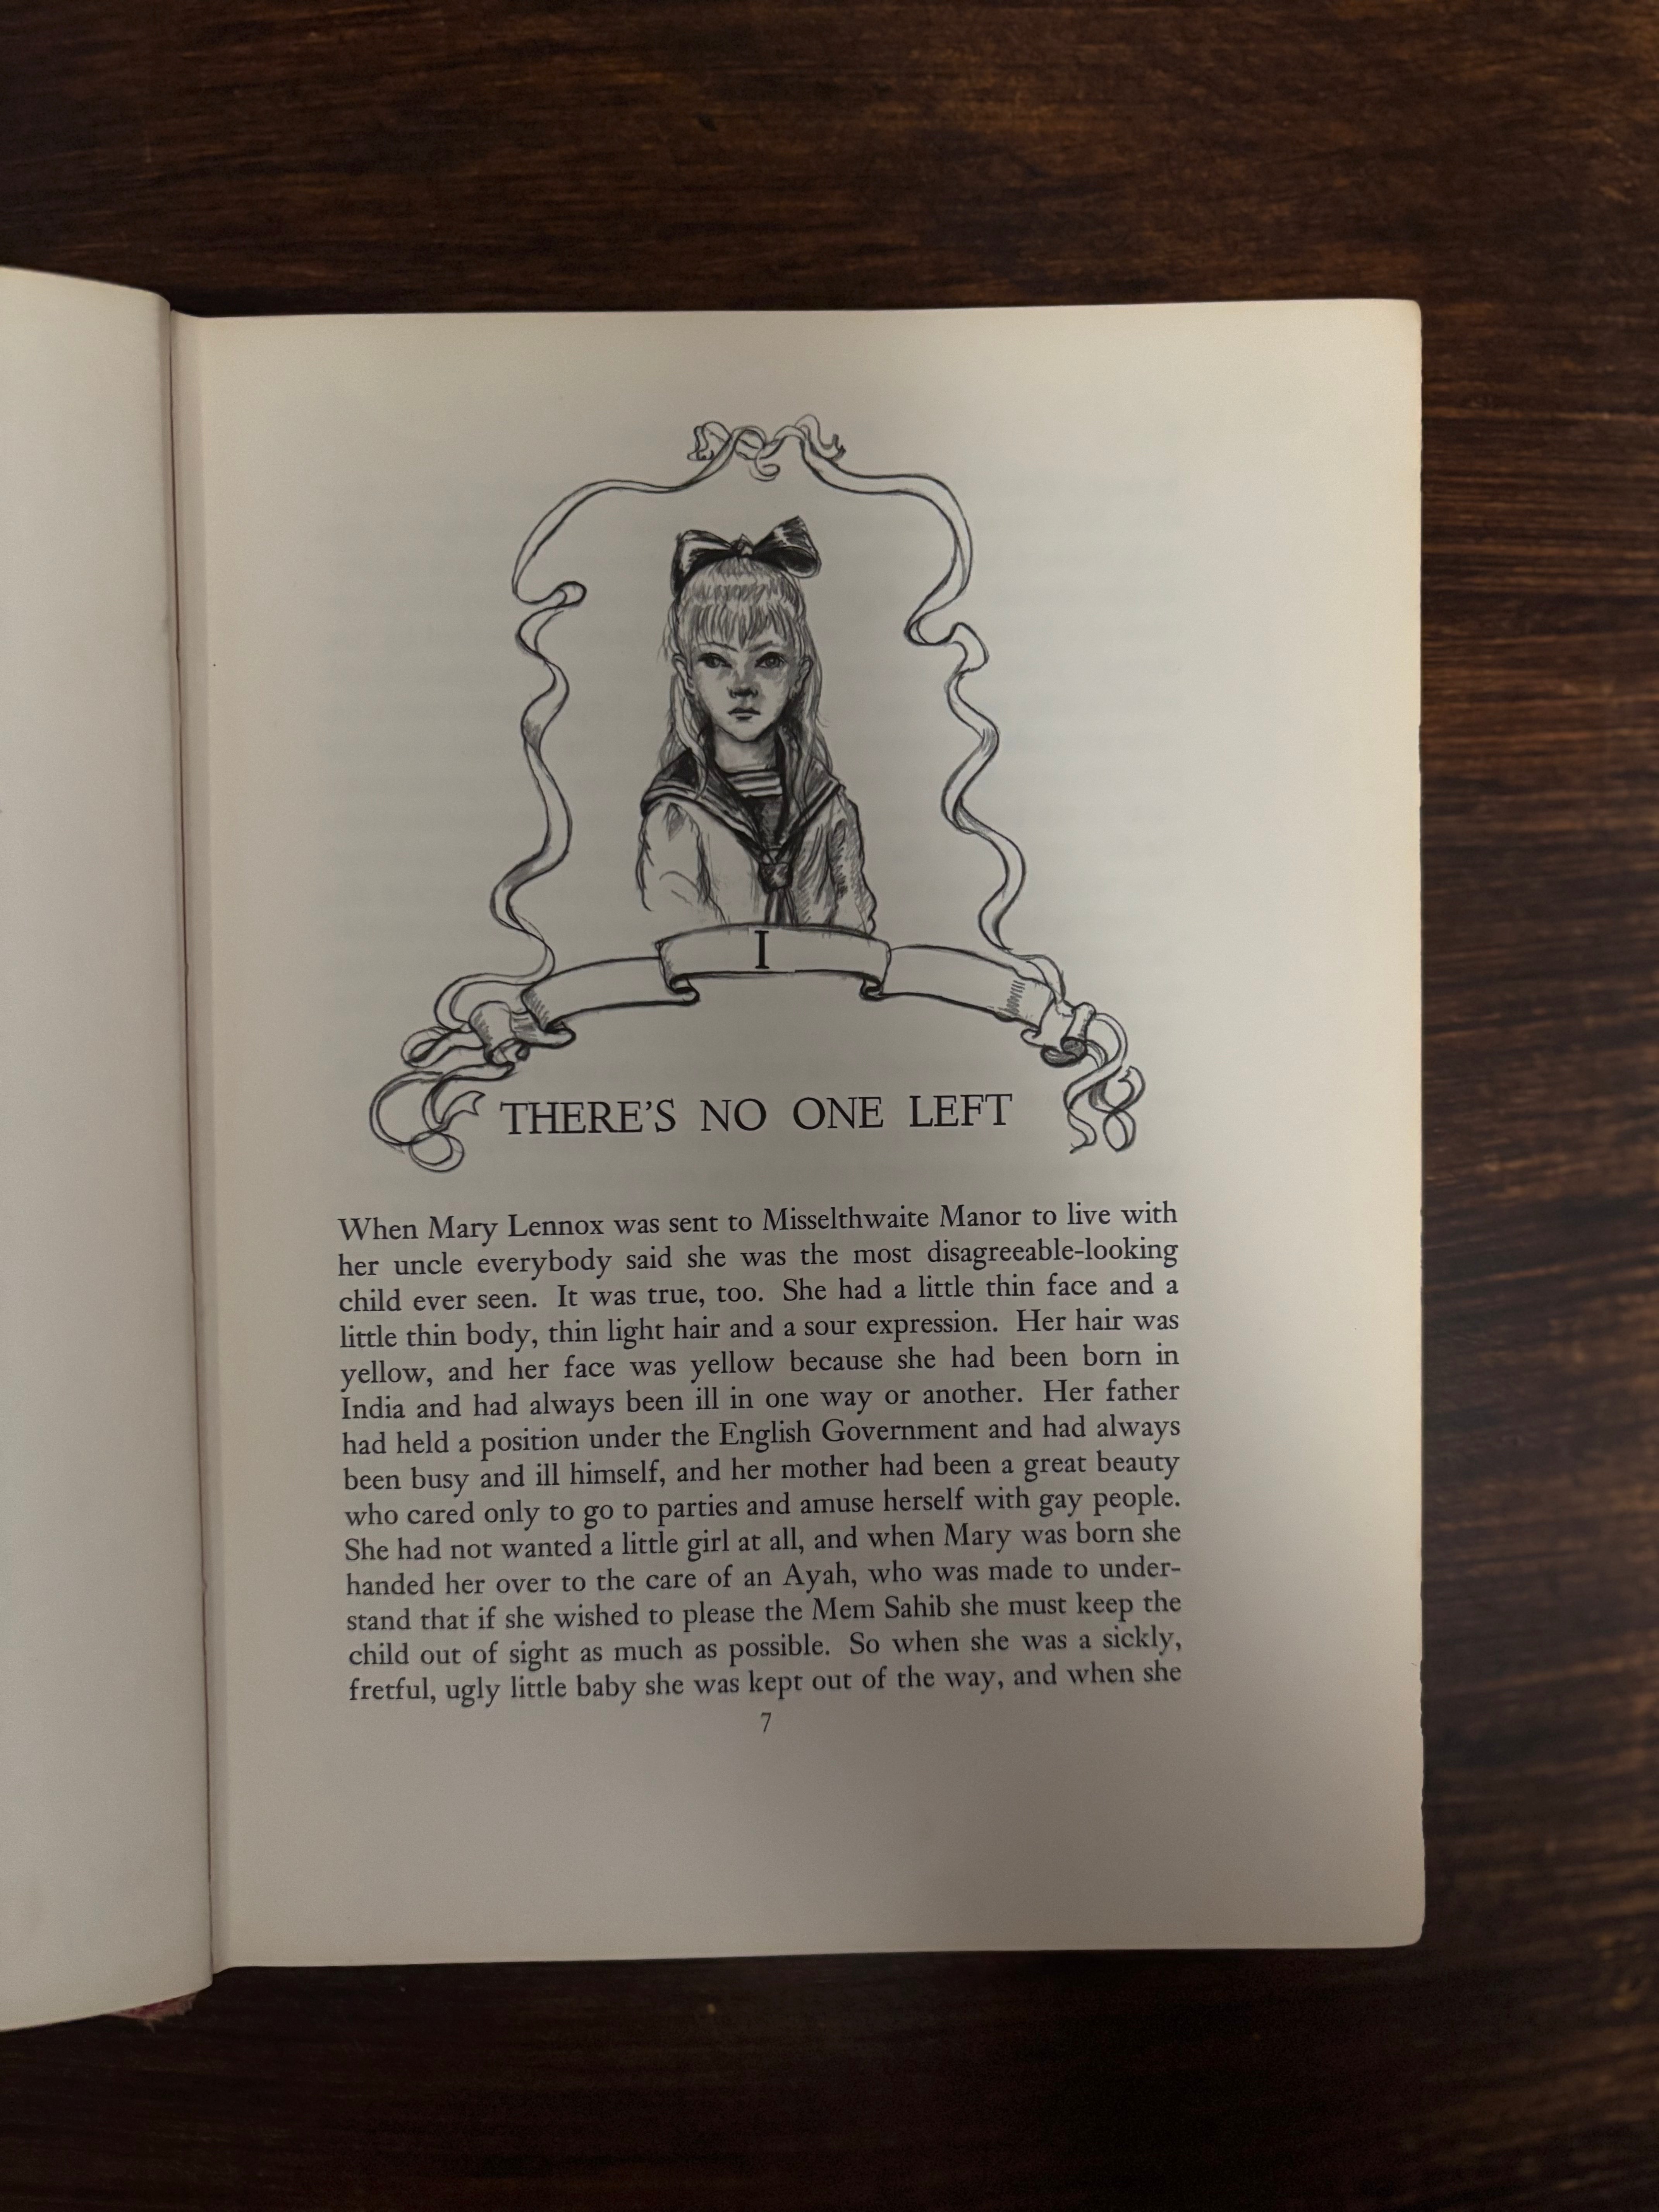 I
THERE'S NO ONE LEFT
When Mary Lennox was sent to Misselthwaite Manor to live with
her uncle everybody said she was the most disagreeable-looking
child ever seen. It was true, too. She had a little thin face and a
little thin body, thin light hair and a sour expression. Her hair was
yellow, and her face was yellow because she had been born in
India and had always been ill in one way or another. Her father
had held a position under the English Government and had always
been busy and ill himself, and her mother had been a great beauty
who cared only to go to parties and amuse herself with gay people.
She had not wanted a little girl at all, and when Mary was born she
handed her over to the care of an Ayah, who was made to under-
stand that if she wished to please the Mem Sahib she must keep the
child out of sight as much as possible. So when she was a sickly,
fretful, ugly little baby she was kept out of the way, and when she
7